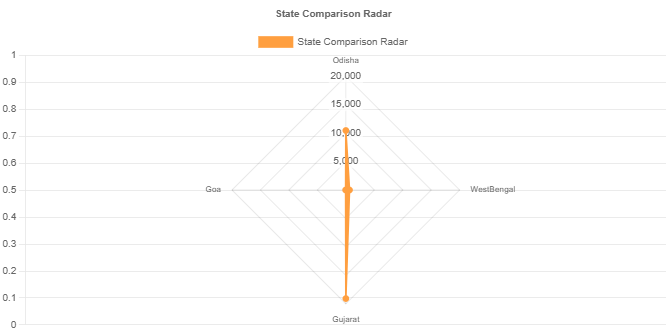 State Comparison Radar
State Comparison Radar
Odisha
1
20,000
0.9
0.8
15,000
0.7
10,000
0.6
5,000
0.5
Goa
WestBengal
0.4
0.3
0.2
0.1
Gujarat
0